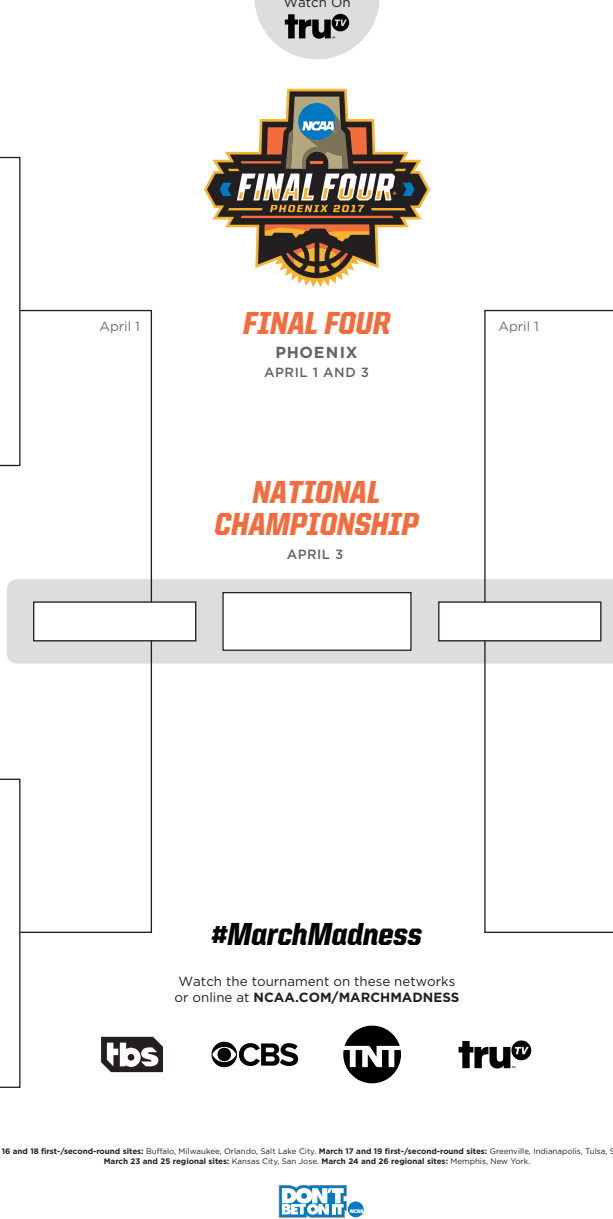 Watch On
truTV
NCAA
FINAL FOUR
PHOENIX 2017
April 1
FINAL FOUR
April 1
PHOENIX
APRIL 1 AND 3
NATIONAL
CHAMPIONSHIP
APRIL 3
#MarchMadness
Watch the tournament on these networks
or online at NCAA.COM/MARCHMADNESS
tbs
CBS
TNT
truTV
16 and 18 first-/second-round sites: Buffalo, Milwaukee, Orlando, Salt Lake City. March 17 and 19 first-/second-round sites: Greenville, Indianapolis, Tulsa, S
March 23 and 25 regional sites: Kansas City, San Jose. March 24 and 26 regional sites: Memphis, New York.
DON'T
BET ON IT
NCAA